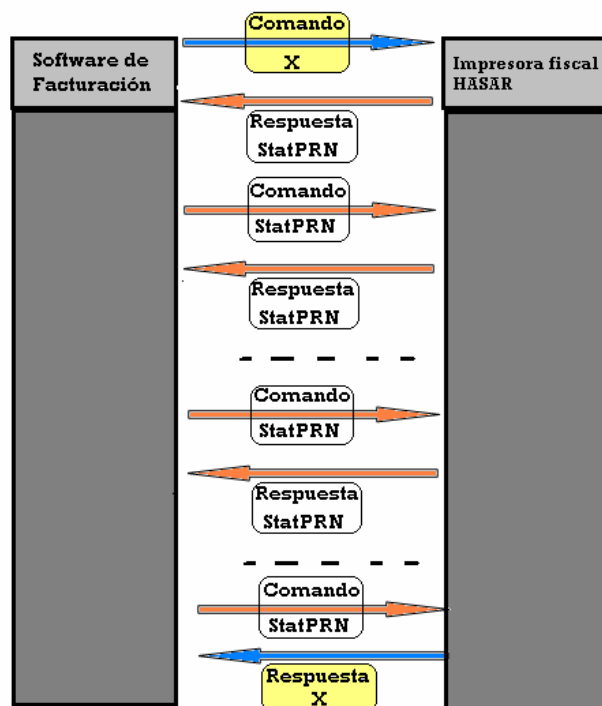 Comando
X
Software de
Facturación
Impresora fiscal
HASAR
Respuesta
StatPRN
Comando
StatPRN
Respuesta
StatPRN
Comando
StatPRN
Respuesta
StatPRN
Comando
StatPRN
Respuesta
X